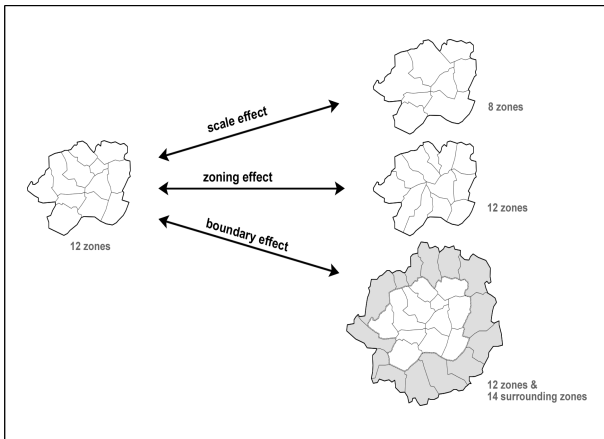 scale effect
8 zones
zoning effect
12 zones
12 zones
boundary effect
12 zones &
14 surrounding zones